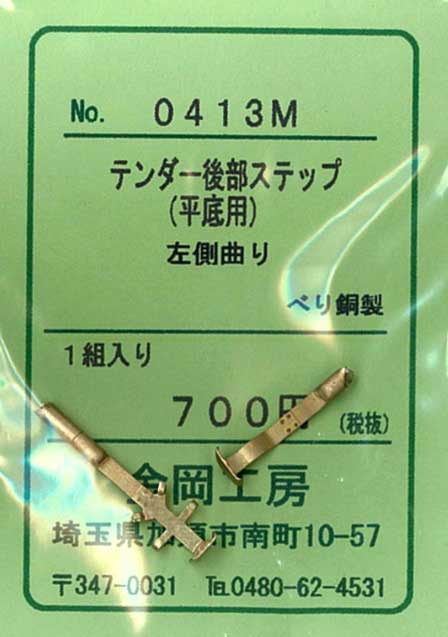 No. 0413M
テンダー後部ステップ
(平底用)
左側曲り
べリ銅製
1組入り
700円 (税抜)
岡工房
埼玉県加須市南町10-57
〒347-0031 TEL0480-62-4531